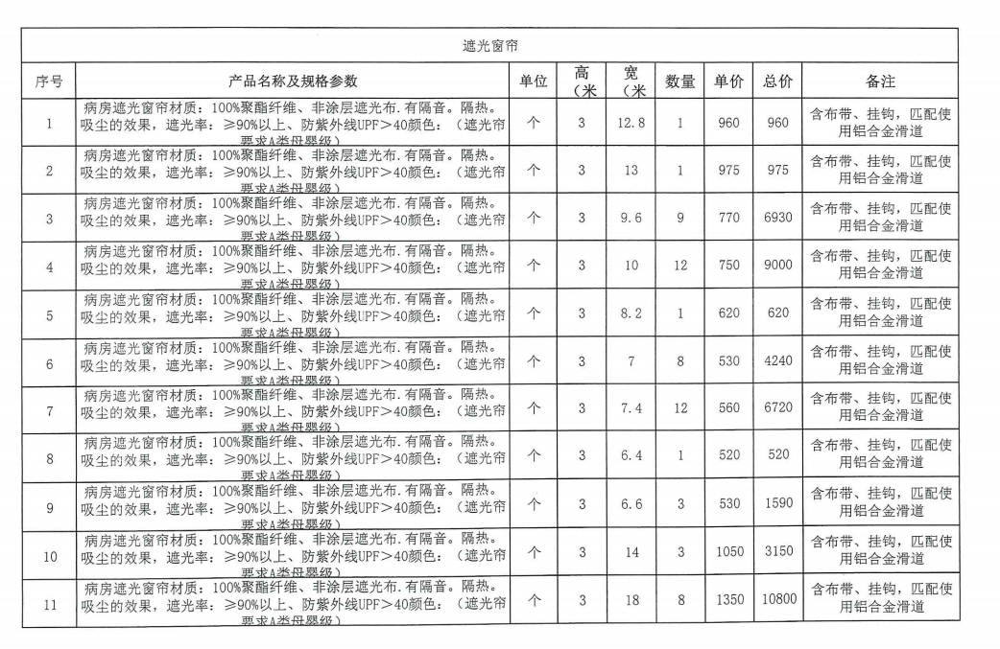 遮光窗帘
序号 产品名称及规格参数 单位 高（米 宽（米 数量 单价 总价 备注
病房遮光窗帘材质：100%聚酯纤维、非涂层遮光布.有隔音。隔热。
1 吸尘的效果，遮光率：≥90%以上、防紫外线UPF＞40颜色：（遮光帘 个 3 12.8 1 960 960 含布带、挂钩，匹配使用铝合金滑道
要求A类母婴级）
病房遮光窗帘材质：100%聚酯纤维、非涂层遮光布.有隔音。隔热。
2 吸尘的效果，遮光率：≥90%以上、防紫外线UPF＞40颜色：（遮光帘 个 3 13 1 975 975 含布带、挂钩，匹配使用铝合金滑道
要求A类母婴级）
病房遮光窗帘材质：100%聚酯纤维、非涂层遮光布.有隔音。隔热。
3 吸尘的效果，遮光率：≥90%以上、防紫外线UPF＞40颜色：（遮光帘 个 3 9.6 9 770 6930 含布带、挂钩，匹配使用铝合金滑道
要求A类母婴级）
病房遮光窗帘材质：100%聚酯纤维、非涂层遮光布.有隔音。隔热。
4 吸尘的效果，遮光率：≥90%以上、防紫外线UPF＞40颜色：（遮光帘 个 3 10 12 750 9000 含布带、挂钩，匹配使用铝合金滑道
要求A类母婴级）
病房遮光窗帘材质：100%聚酯纤维、非涂层遮光布.有隔音。隔热。
5 吸尘的效果，遮光率：≥90%以上、防紫外线UPF＞40颜色：（遮光帘 个 3 8.2 1 620 620 含布带、挂钩，匹配使用铝合金滑道
要求A类母婴级）
病房遮光窗帘材质：100%聚酯纤维、非涂层遮光布.有隔音。隔热。
6 吸尘的效果，遮光率：≥90%以上、防紫外线UPF＞40颜色：（遮光帘 个 3 7 8 530 4240 含布带、挂钩，匹配使用铝合金滑道
要求A类母婴级）
病房遮光窗帘材质：100%聚酯纤维、非涂层遮光布.有隔音。隔热。
7 吸尘的效果，遮光率：≥90%以上、防紫外线UPF＞40颜色：（遮光帘 个 3 7.4 12 560 6720 含布带、挂钩，匹配使用铝合金滑道
要求A类母婴级）
病房遮光窗帘材质：100%聚酯纤维、非涂层遮光布.有隔音。隔热。
8 吸尘的效果，遮光率：≥90%以上、防紫外线UPF＞40颜色：（遮光帘 个 3 6.4 1 520 520 含布带、挂钩，匹配使用铝合金滑道
要求A类母婴级）
病房遮光窗帘材质：100%聚酯纤维、非涂层遮光布.有隔音。隔热。
9 吸尘的效果，遮光率：≥90%以上、防紫外线UPF＞40颜色：（遮光帘 个 3 6.6 3 530 1590 含布带、挂钩，匹配使用铝合金滑道
要求A类母婴级）
病房遮光窗帘材质：100%聚酯纤维、非涂层遮光布.有隔音。隔热。
10 吸尘的效果，遮光率：≥90%以上、防紫外线UPF＞40颜色：（遮光帘 个 3 14 3 1050 3150 含布带、挂钩，匹配使用铝合金滑道
要求A类母婴级）
病房遮光窗帘材质：100%聚酯纤维、非涂层遮光布.有隔音。隔热。
11 吸尘的效果，遮光率：≥90%以上、防紫外线UPF＞40颜色：（遮光帘 个 3 18 8 1350 10800 含布带、挂钩，匹配使用铝合金滑道
要求A类母婴级）